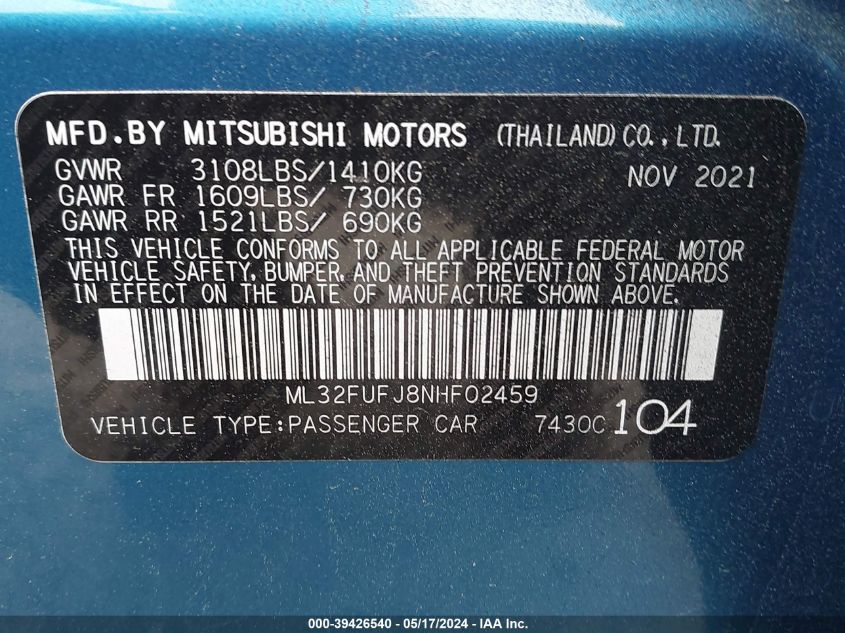 MFD.BY MITSUBISHI MOTORS (THAILAND)CO.,LTD.
GVWR 3108LBS/1410KG NOV 2021
GAWR FR 1609LBS/ 730KG
GAWR RR 1521LBS/ 690KG
THIS VEHICLE CONFORMS TO ALL APPLICABLE FEDERAL MOTOR
VEHICLE SAFETY, BUMPER, AND THEFT PREVENTION STANDARDS
IN EFFECT ON THE DATE OF MANUFACTURE SHOWN ABOVE.
ML32FUFJ8NHF02459
VEHICLE TYPE:PASSENGER CAR 7430C 104
000-39426540 - 05/17/2024 - IAA Inc.